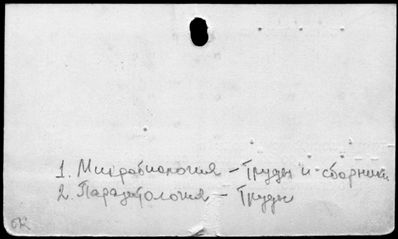 1. Микробиология – Труды и сборники.
2. Паразитология – Труды